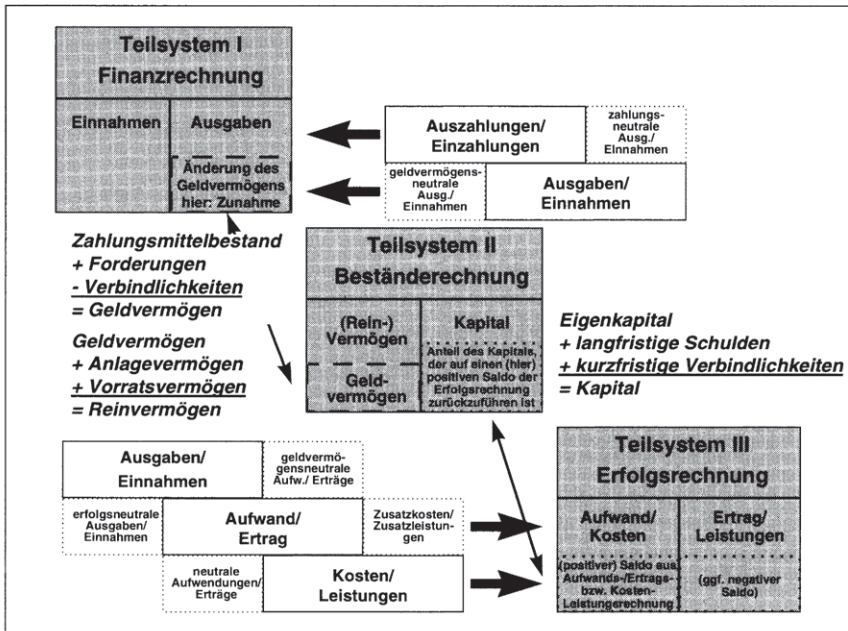 Teilsystem I
Finanzrechnung
Einnahmen
Ausgaben
Änderung des
Geldvermögens
hier: Zunahme
Auszahlungen/
Einzahlungen
zahlungs-
neutrale
Ausg./
Einnahmen
geldvermögens-
neutrale
Ausg./
Einnahmen
Ausgaben/
Einnahmen
Zahlungsmittelbestand
+ Forderungen
- Verbindlichkeiten
= Geldvermögen
Geldvermögen
+ Anlagevermögen
+ Vorratsvermögen
= Reinvermögen
Teilsystem II
Beständerechnung
(Rein-)
Vermögen
Geld-
vermögen
Kapital
Anteil des Kapitals,
der auf einen (hier)
positiven Saldo der
Erfolgsrechnung
zurückzuführen ist
Eigenkapital
+ langfristige Schulden
+ kurzfristige Verbindlichkeiten
= Kapital
Ausgaben/
Einnahmen
geldvermö-
gensneutrale
Aufw./ Erträge
erfolgsneutrale
Ausgaben/
Einnahmen
Aufwand/
Ertrag
Zusatzkosten/
Zusatzleistun-
gen
neutrale
Aufwendungen/
Erträge
Kosten/
Leistungen
Teilsystem III
Erfolgsrechnung
Aufwand/
Kosten
Ertrag/
Leistungen
(positiver) Saldo aus
Aufwands-/Ertrags-
bzw. Kosten-
Leistungsrechnung
(ggf. negativer
Saldo)